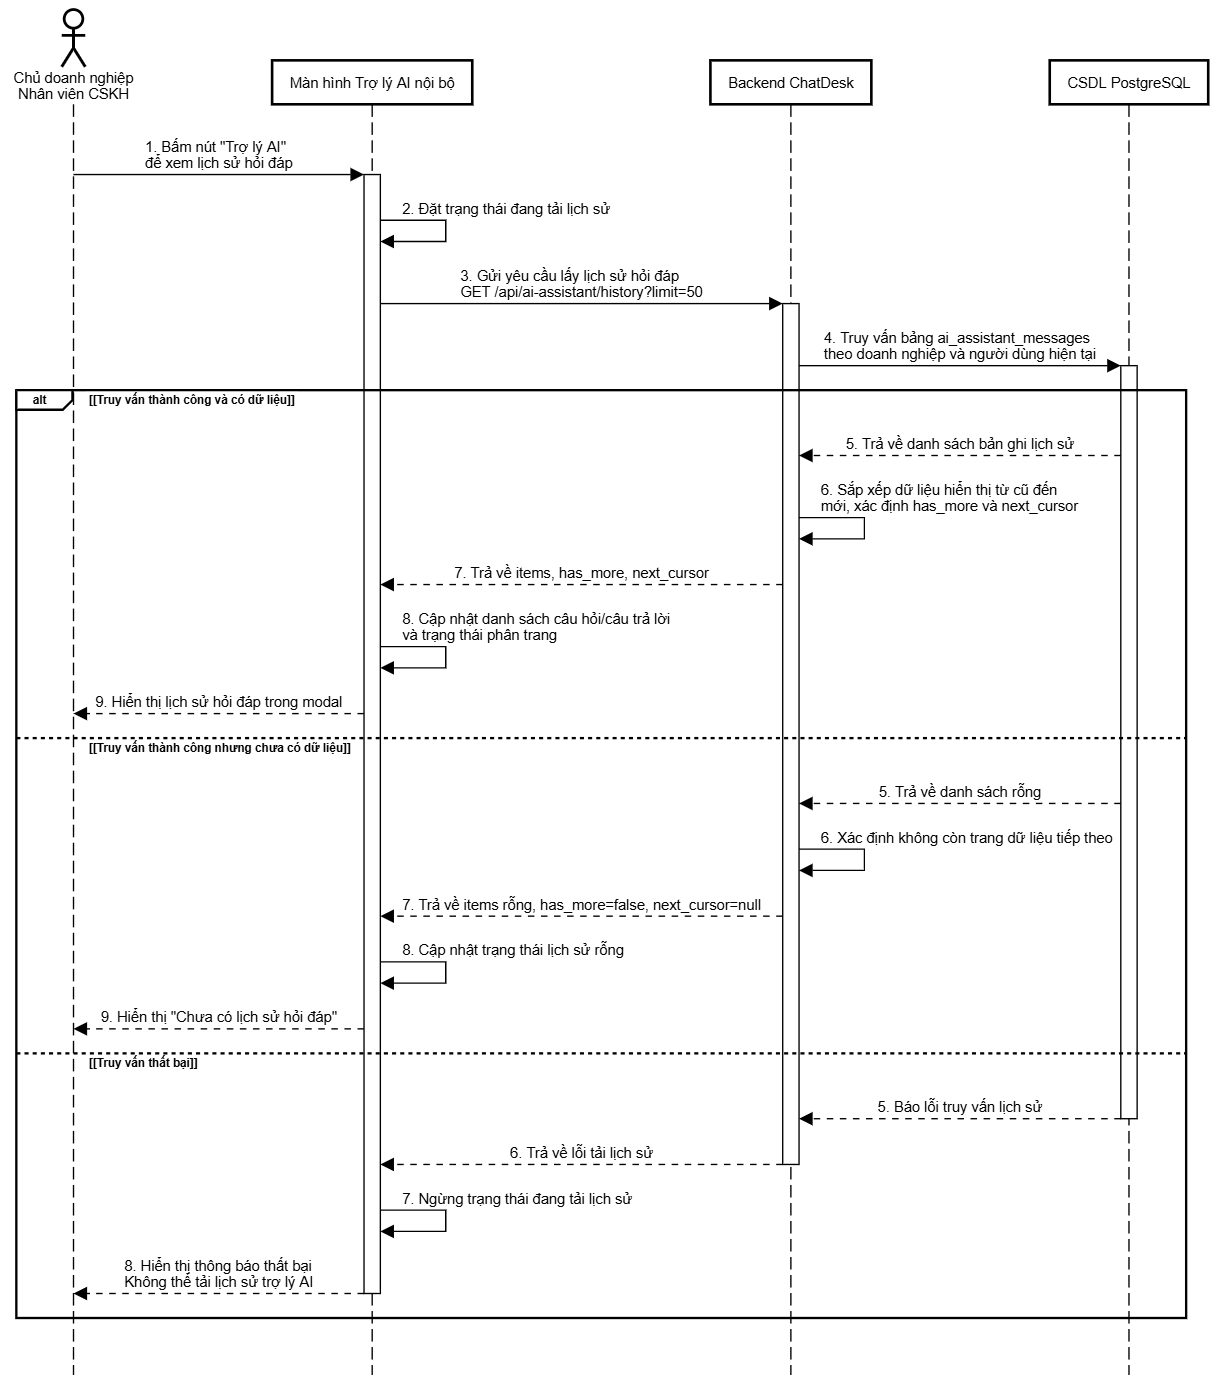 Chủ doanh nghiệp
Nhân viên CSKH
Màn hình Trợ lý AI nội bộ
Backend ChatDesk
CSDL PostgreSQL
1. Bấm nút "Trợ lý AI"
để xem lịch sử hỏi đáp
2. Đặt trạng thái đang tải lịch sử
3. Gửi yêu cầu lấy lịch sử hỏi đáp
GET /api/ai-assistant/history?limit=50
4. Truy vấn bảng ai_assistant_messages
theo doanh nghiệp và người dùng hiện tại
alt
[[Truy vấn thành công và có dữ liệu]]
5. Trả về danh sách bản ghi lịch sử
6. Sắp xếp dữ liệu hiển thị từ cũ đến
mới, xác định has_more và next_cursor
7. Trả về items, has_more, next_cursor
8. Cập nhật danh sách câu hỏi/câu trả lời
và trạng thái phân trang
9. Hiển thị lịch sử hỏi đáp trong modal
[[Truy vấn thành công nhưng chưa có dữ liệu]]
5. Trả về danh sách rỗng
6. Xác định không còn trang dữ liệu tiếp theo
7. Trả về items rỗng, has_more=false, next_cursor=null
8. Cập nhật trạng thái lịch sử rỗng
9. Hiển thị "Chưa có lịch sử hỏi đáp"
[[Truy vấn thất bại]]
5. Báo lỗi truy vấn lịch sử
6. Trả về lỗi tải lịch sử
7. Ngừng trạng thái đang tải lịch sử
8. Hiển thị thông báo thất bại
Không thể tải lịch sử trợ lý AI